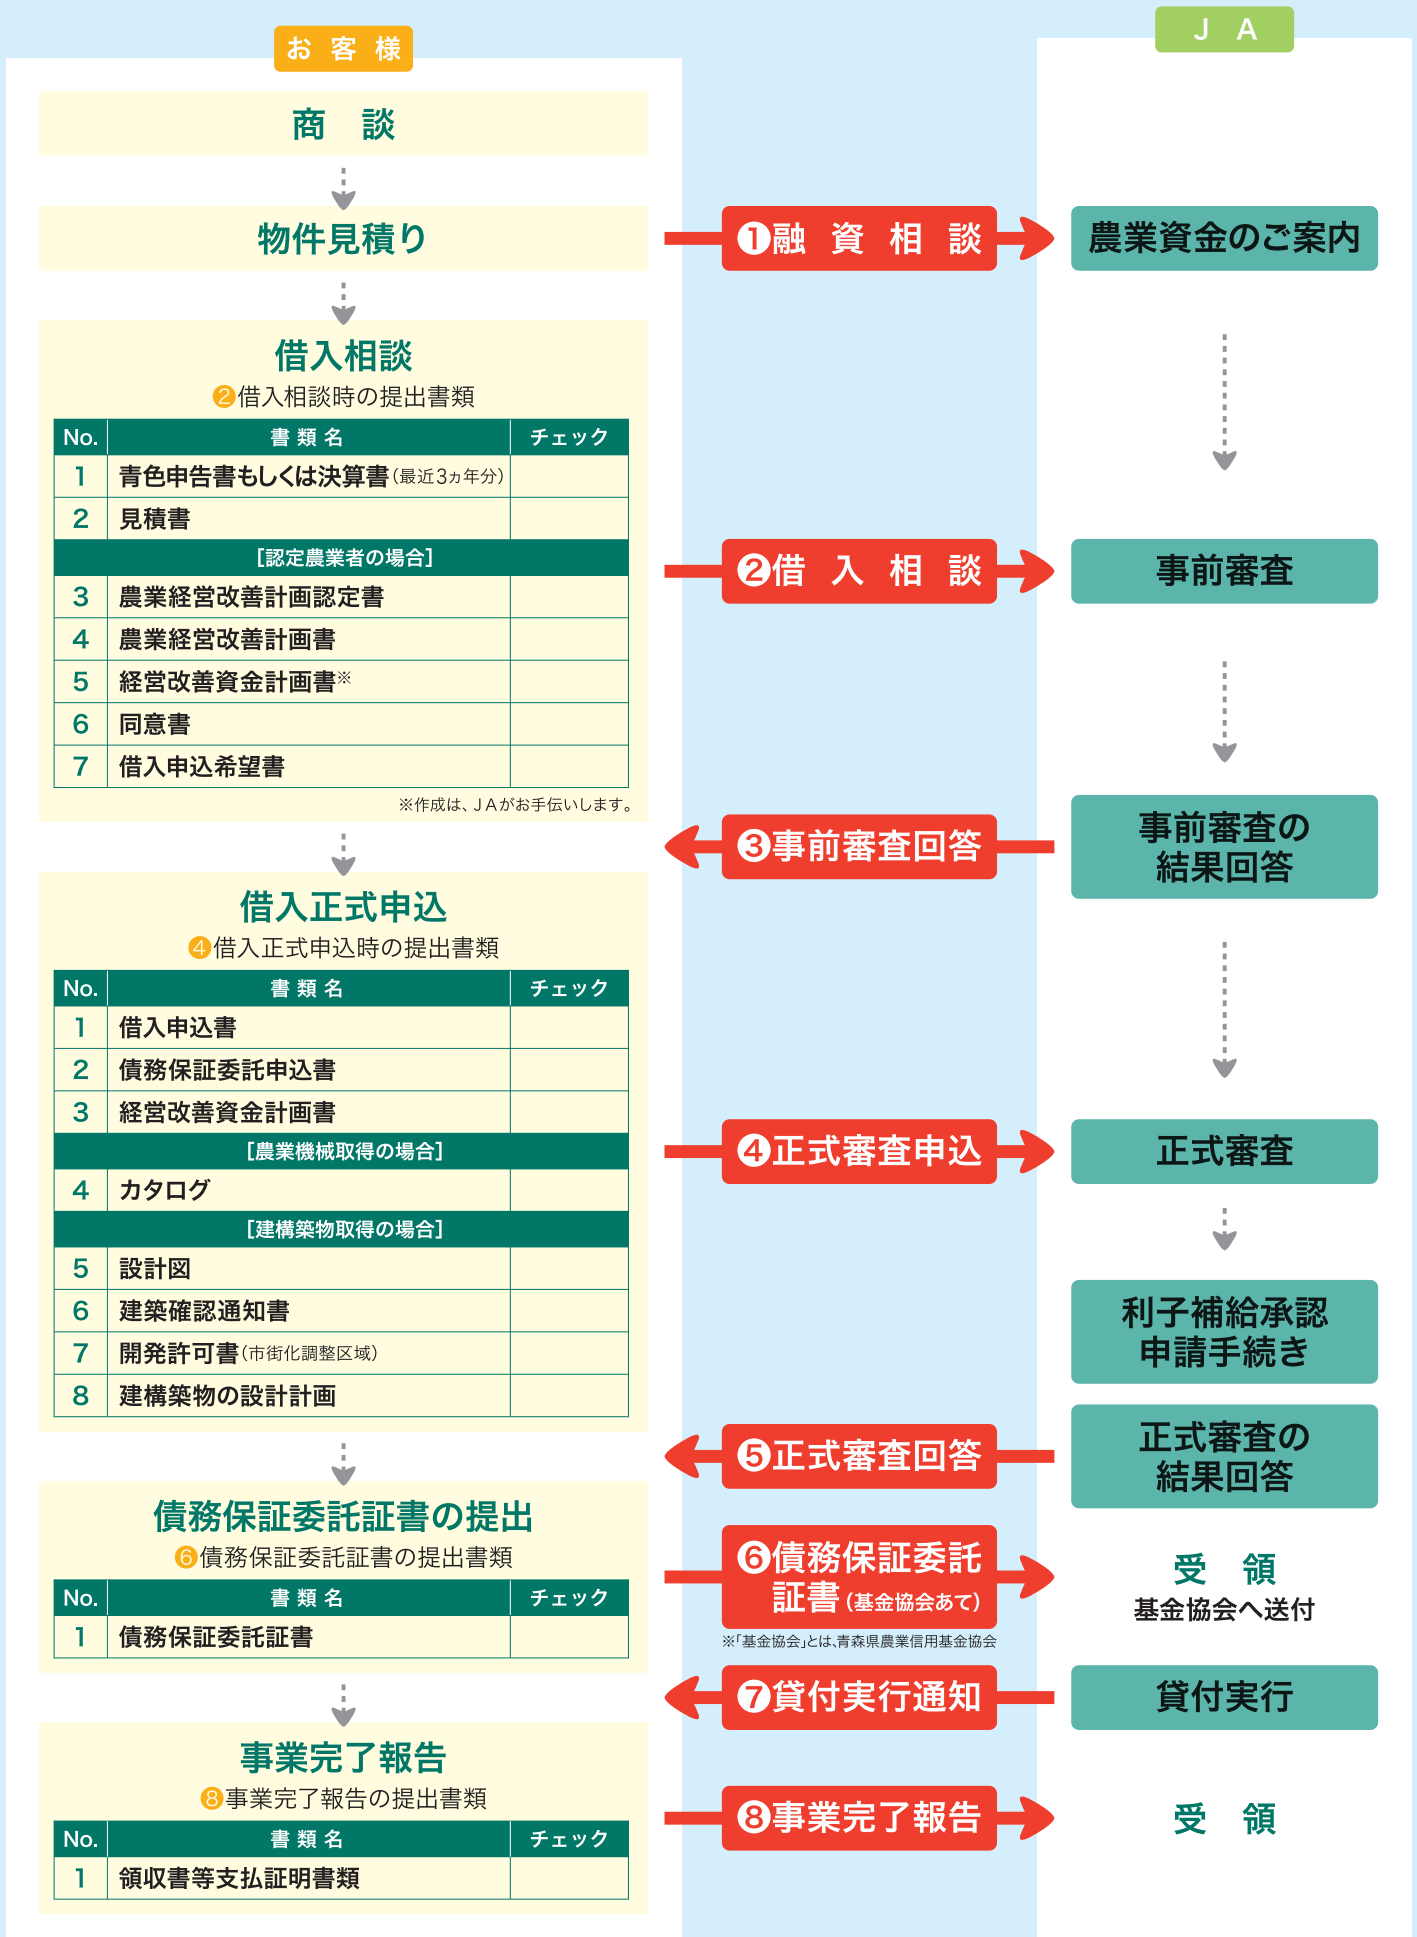 お客様
JA
商談
物件見積り
❶融資相談
農業資金のご案内
借入相談
❷借入相談時の提出書類
No. 書類名 チェック
1 青色申告書もしくは決算書(最近3ヵ年分)
2 見積書
[認定農業者の場合]
3 農業経営改善計画認定書
4 農業経営改善計画書
5 経営改善資金計画書※
6 同意書
7 借入申込希望書
※作成は、JAがお手伝いします。
❷借入相談
事前審査
❸事前審査回答
事前審査の
結果回答
借入正式申込
❹借入正式申込時の提出書類
No. 書類名 チェック
1 借入申込書
2 債務保証委託申込書
3 経営改善資金計画書
[農業機械取得の場合]
4 カタログ
[建構築物取得の場合]
5 設計図
6 建築確認通知書
7 開発許可書(市街化調整区域)
8 建構築物の設計計画
❹正式審査申込
正式審査
利子補給承認
申請手続き
❺正式審査回答
正式審査の
結果回答
債務保証委託証書の提出
❻債務保証委託証書の提出書類
No. 書類名 チェック
1 債務保証委託証書
❻債務保証委託
証書(基金協会あて)
※「基金協会」とは、青森県農業信用基金協会
受領
基金協会へ送付
❼貸付実行通知
貸付実行
事業完了報告
❽事業完了報告の提出書類
No. 書類名 チェック
1 領収書等支払証明書類
❽事業完了報告
受領